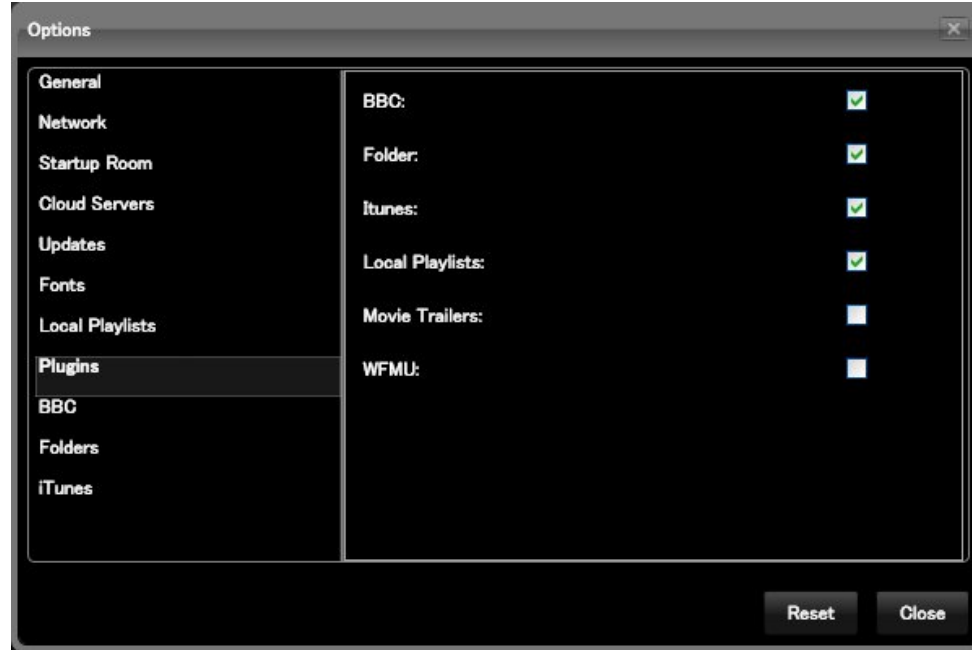 Options
General
Network
Startup Room
Cloud Servers
Updates
Fonts
Local Playlists
Plugins
BBC
Folders
iTunes
BBC:
Folder:
Itunes:
Local Playlists:
Movie Trailers:
WFMU:
Reset
Close